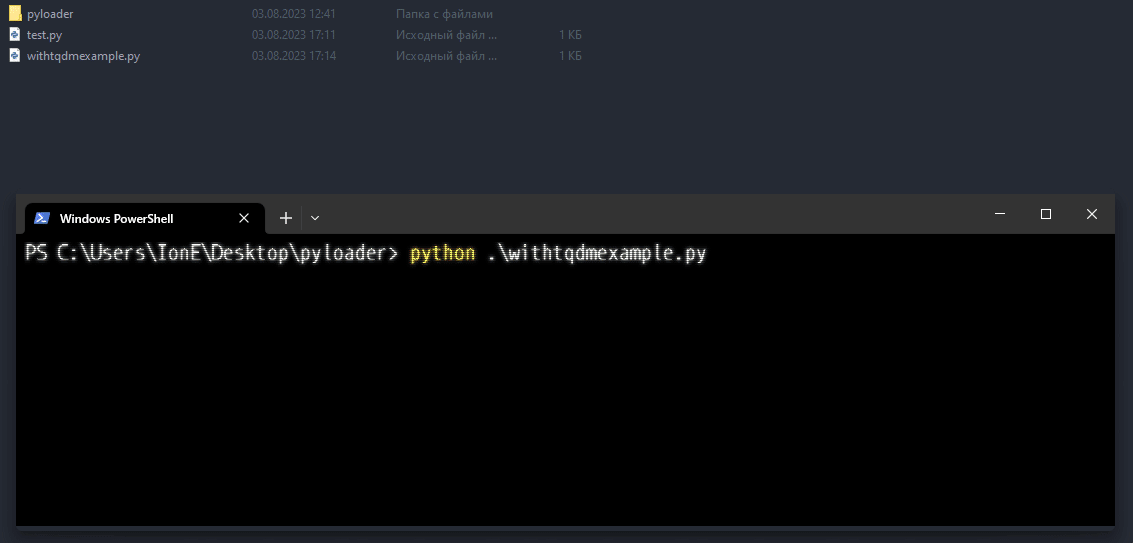 pyloader 03.08.2023 12:41 Папка с файлами
test.py 03.08.2023 17:11 Исходный файл ... 1 КБ
withtqdmexample.py 03.08.2023 17:14 Исходный файл ... 1 КБ
Windows PowerShell
PS C:\Users\IonE\Desktop\pyloader> python .\withtqdmexample.py